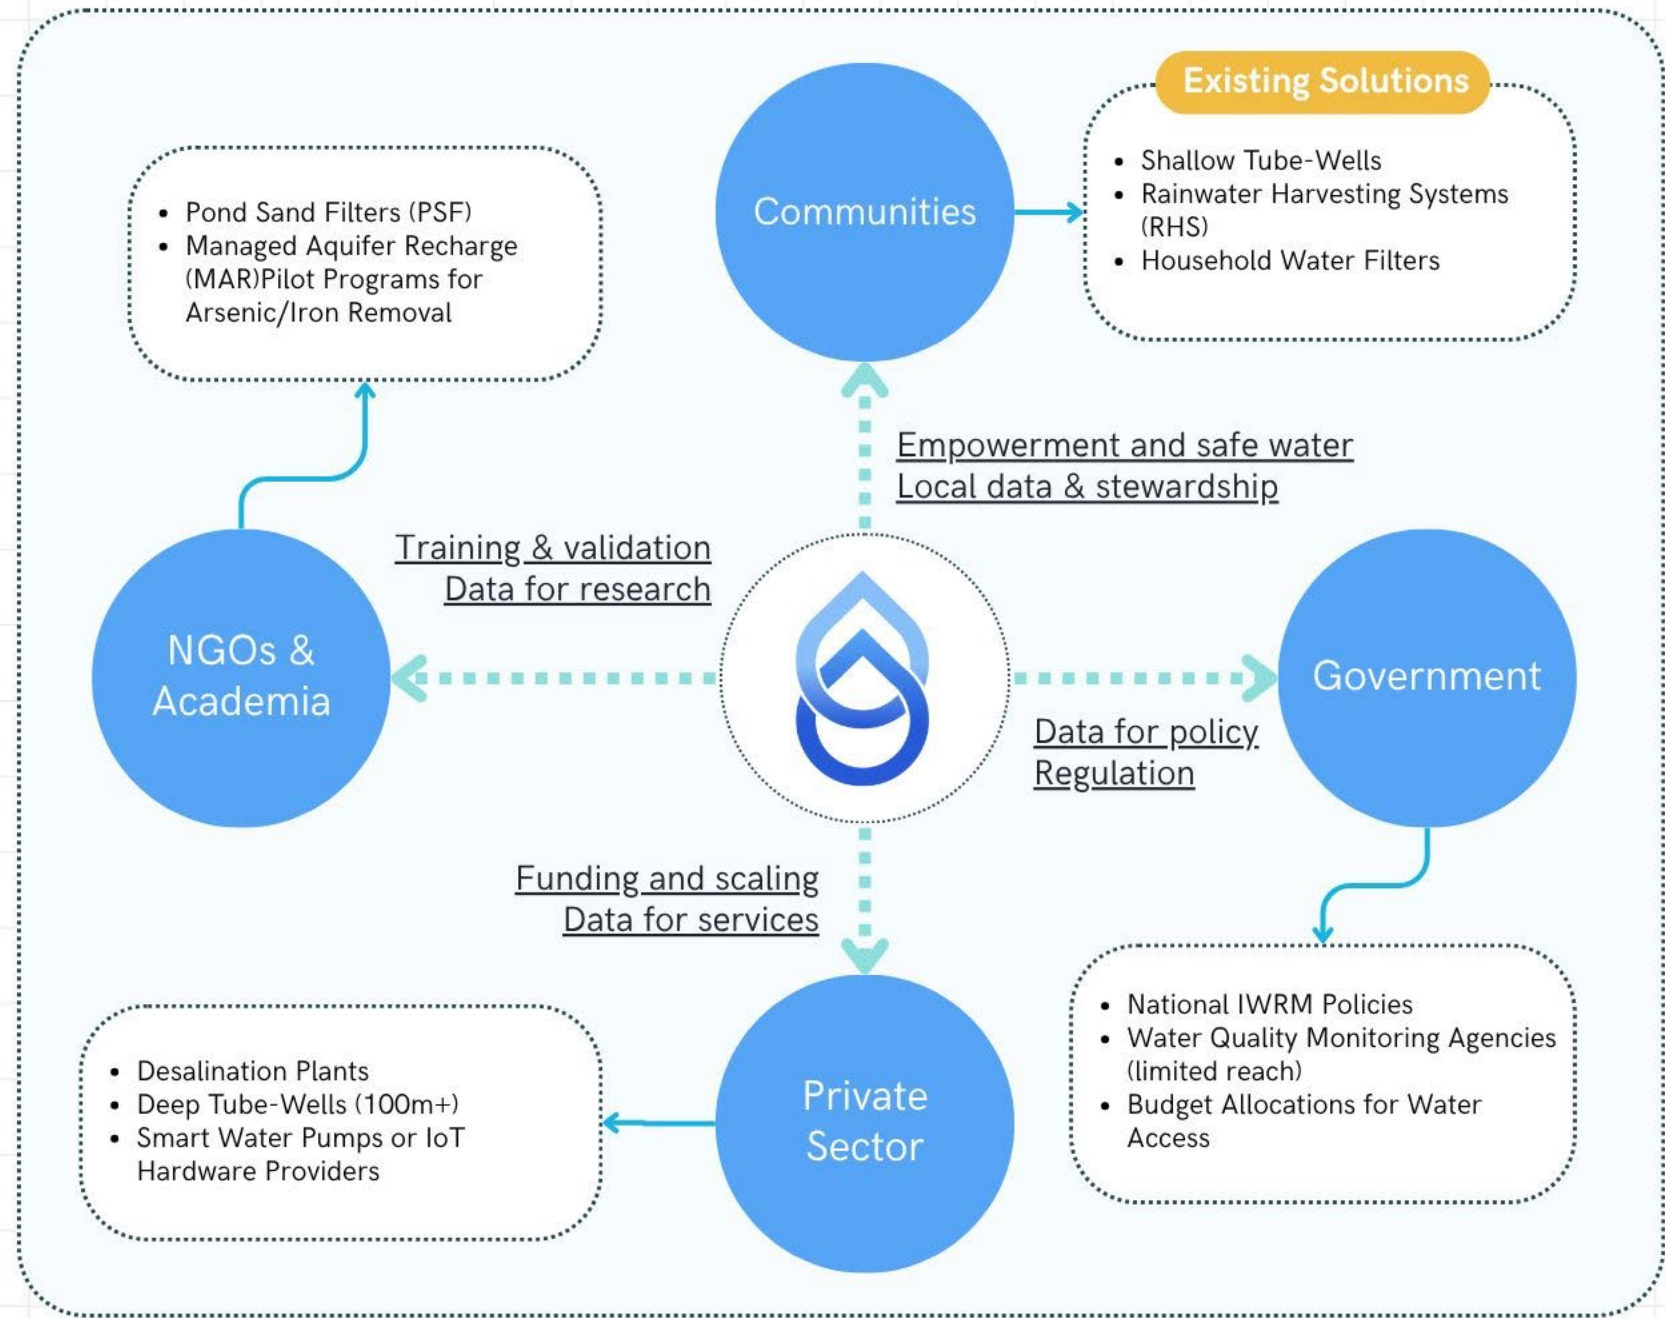 Existing Solutions
Communities
• Shallow Tube-Wells
• Rainwater Harvesting Systems
(RHS)
• Household Water Filters
• Pond Sand Filters (PSF)
• Managed Aquifer Recharge
(MAR)Pilot Programs for
Arsenic/Iron Removal
Empowerment and safe water
Local data & stewardship
Training & validation
Data for research
NGOs &
Academia
Government
Data for policy
Regulation
Funding and scaling
Data for services
Private
Sector
• Desalination Plants
• Deep Tube-Wells (100m+)
• Smart Water Pumps or IoT
Hardware Providers
• National IWRM Policies
• Water Quality Monitoring Agencies
(limited reach)
• Budget Allocations for Water
Access